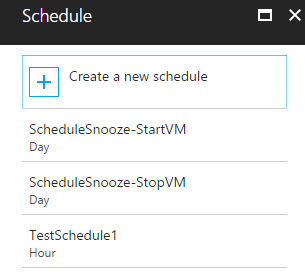 Schedule
Create a new schedule
ScheduleSnooze-StartVM
Day
ScheduleSnooze-StopVM
Day
TestSchedule1
Hour